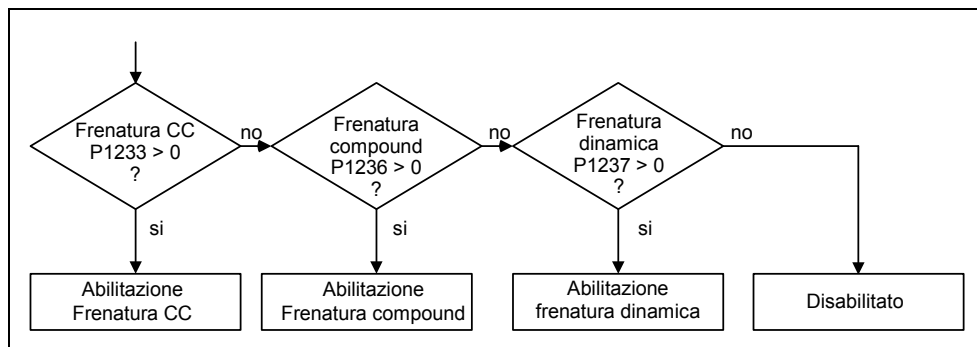 Frenatura CC
P1233 > 0
?
no
Frenatura
compound
P1236 > 0
?
no
Frenatura
dinamica
P1237 > 0
?
no
si
si
si
Abilitazione
Frenatura CC
Abilitazione
Frenatura compound
Abilitazione
frenatura dinamica
Disabilitato